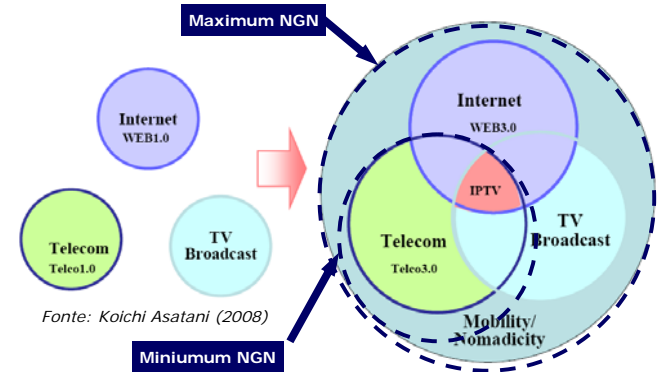 Maximum NGN
Internet
WEB1.0
Telecom
Telco1.0
TV
Broadcast
Fonte: Koichi Asatani (2008)
Miniumum NGN
Internet
WEB3.0
IPTV
Telecom
Telco3.0
TV
Broadcast
Mobility/
Nomadicity